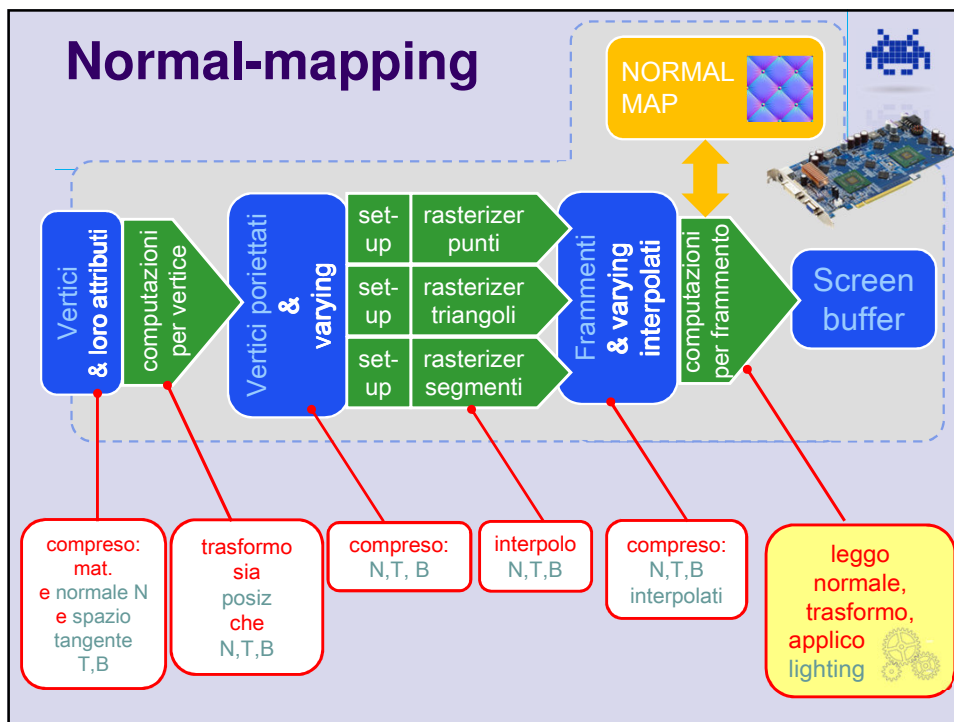 Normal-mapping
NORMAL
MAP
Vertici
& loro attributi
computazioni
per vertice
Vertici poriettati
&
varying
set-
up
rasterizer
punti
set-
up
rasterizer
triangoli
set-
up
rasterizer
segmenti
Frammenti
& varying
interpolati
computazioni
per frammento
Screen
buffer
compreso:
mat.
e normale N
e spazio
tangente
T,B
trasformo
sia
posiz
che
N,T,B
compreso:
N,T, B
interpolo
N,T,B
compreso:
N,T,B
interpolati
leggo
normale,
trasformo,
applico
lighting